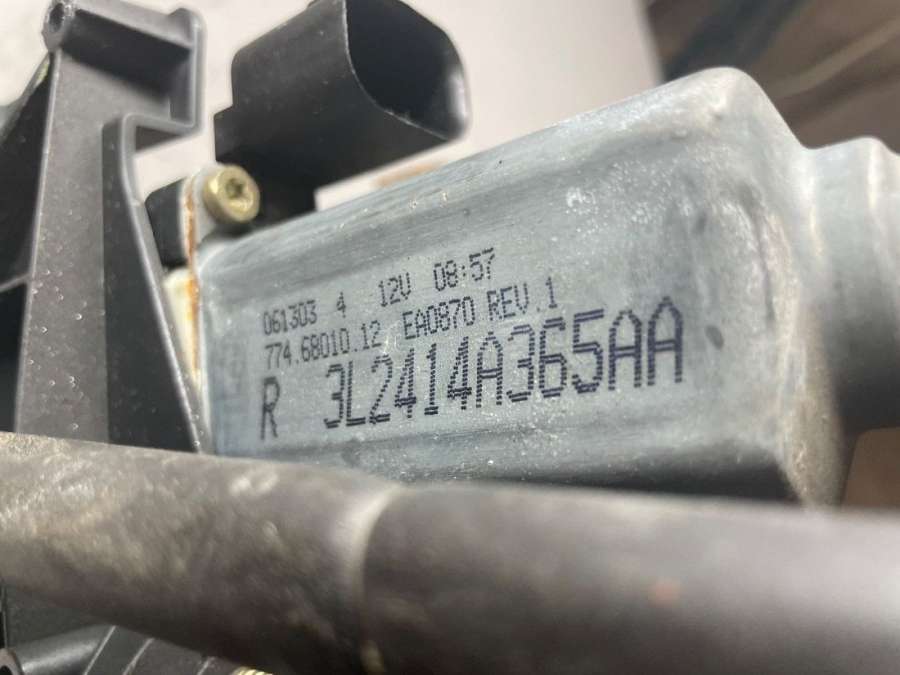 061303 4 12V 08:57
774.68010.12 EA0870 REV.1
R 3L2414A365AA